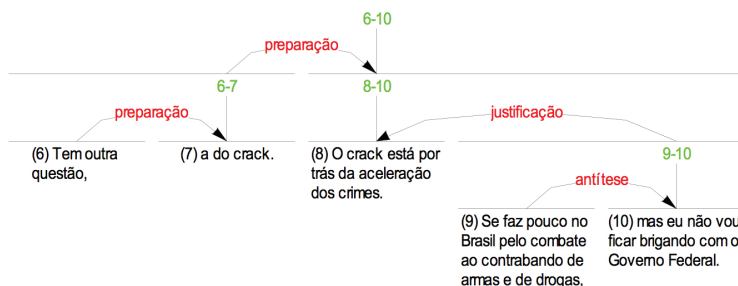 6-10
preparação
6-7
8-10
preparação
justificação
(6) Tem outra
questão,
(7) a do crack.
(8) O crack está por
trás da aceleração
dos crimes.
9-10
antítese
(9) Se faz pouco no
Brasil pelo combate
ao contrabando de
armas e de drogas,
(10) mas eu não vou
ficar brigando com o
Governo Federal.